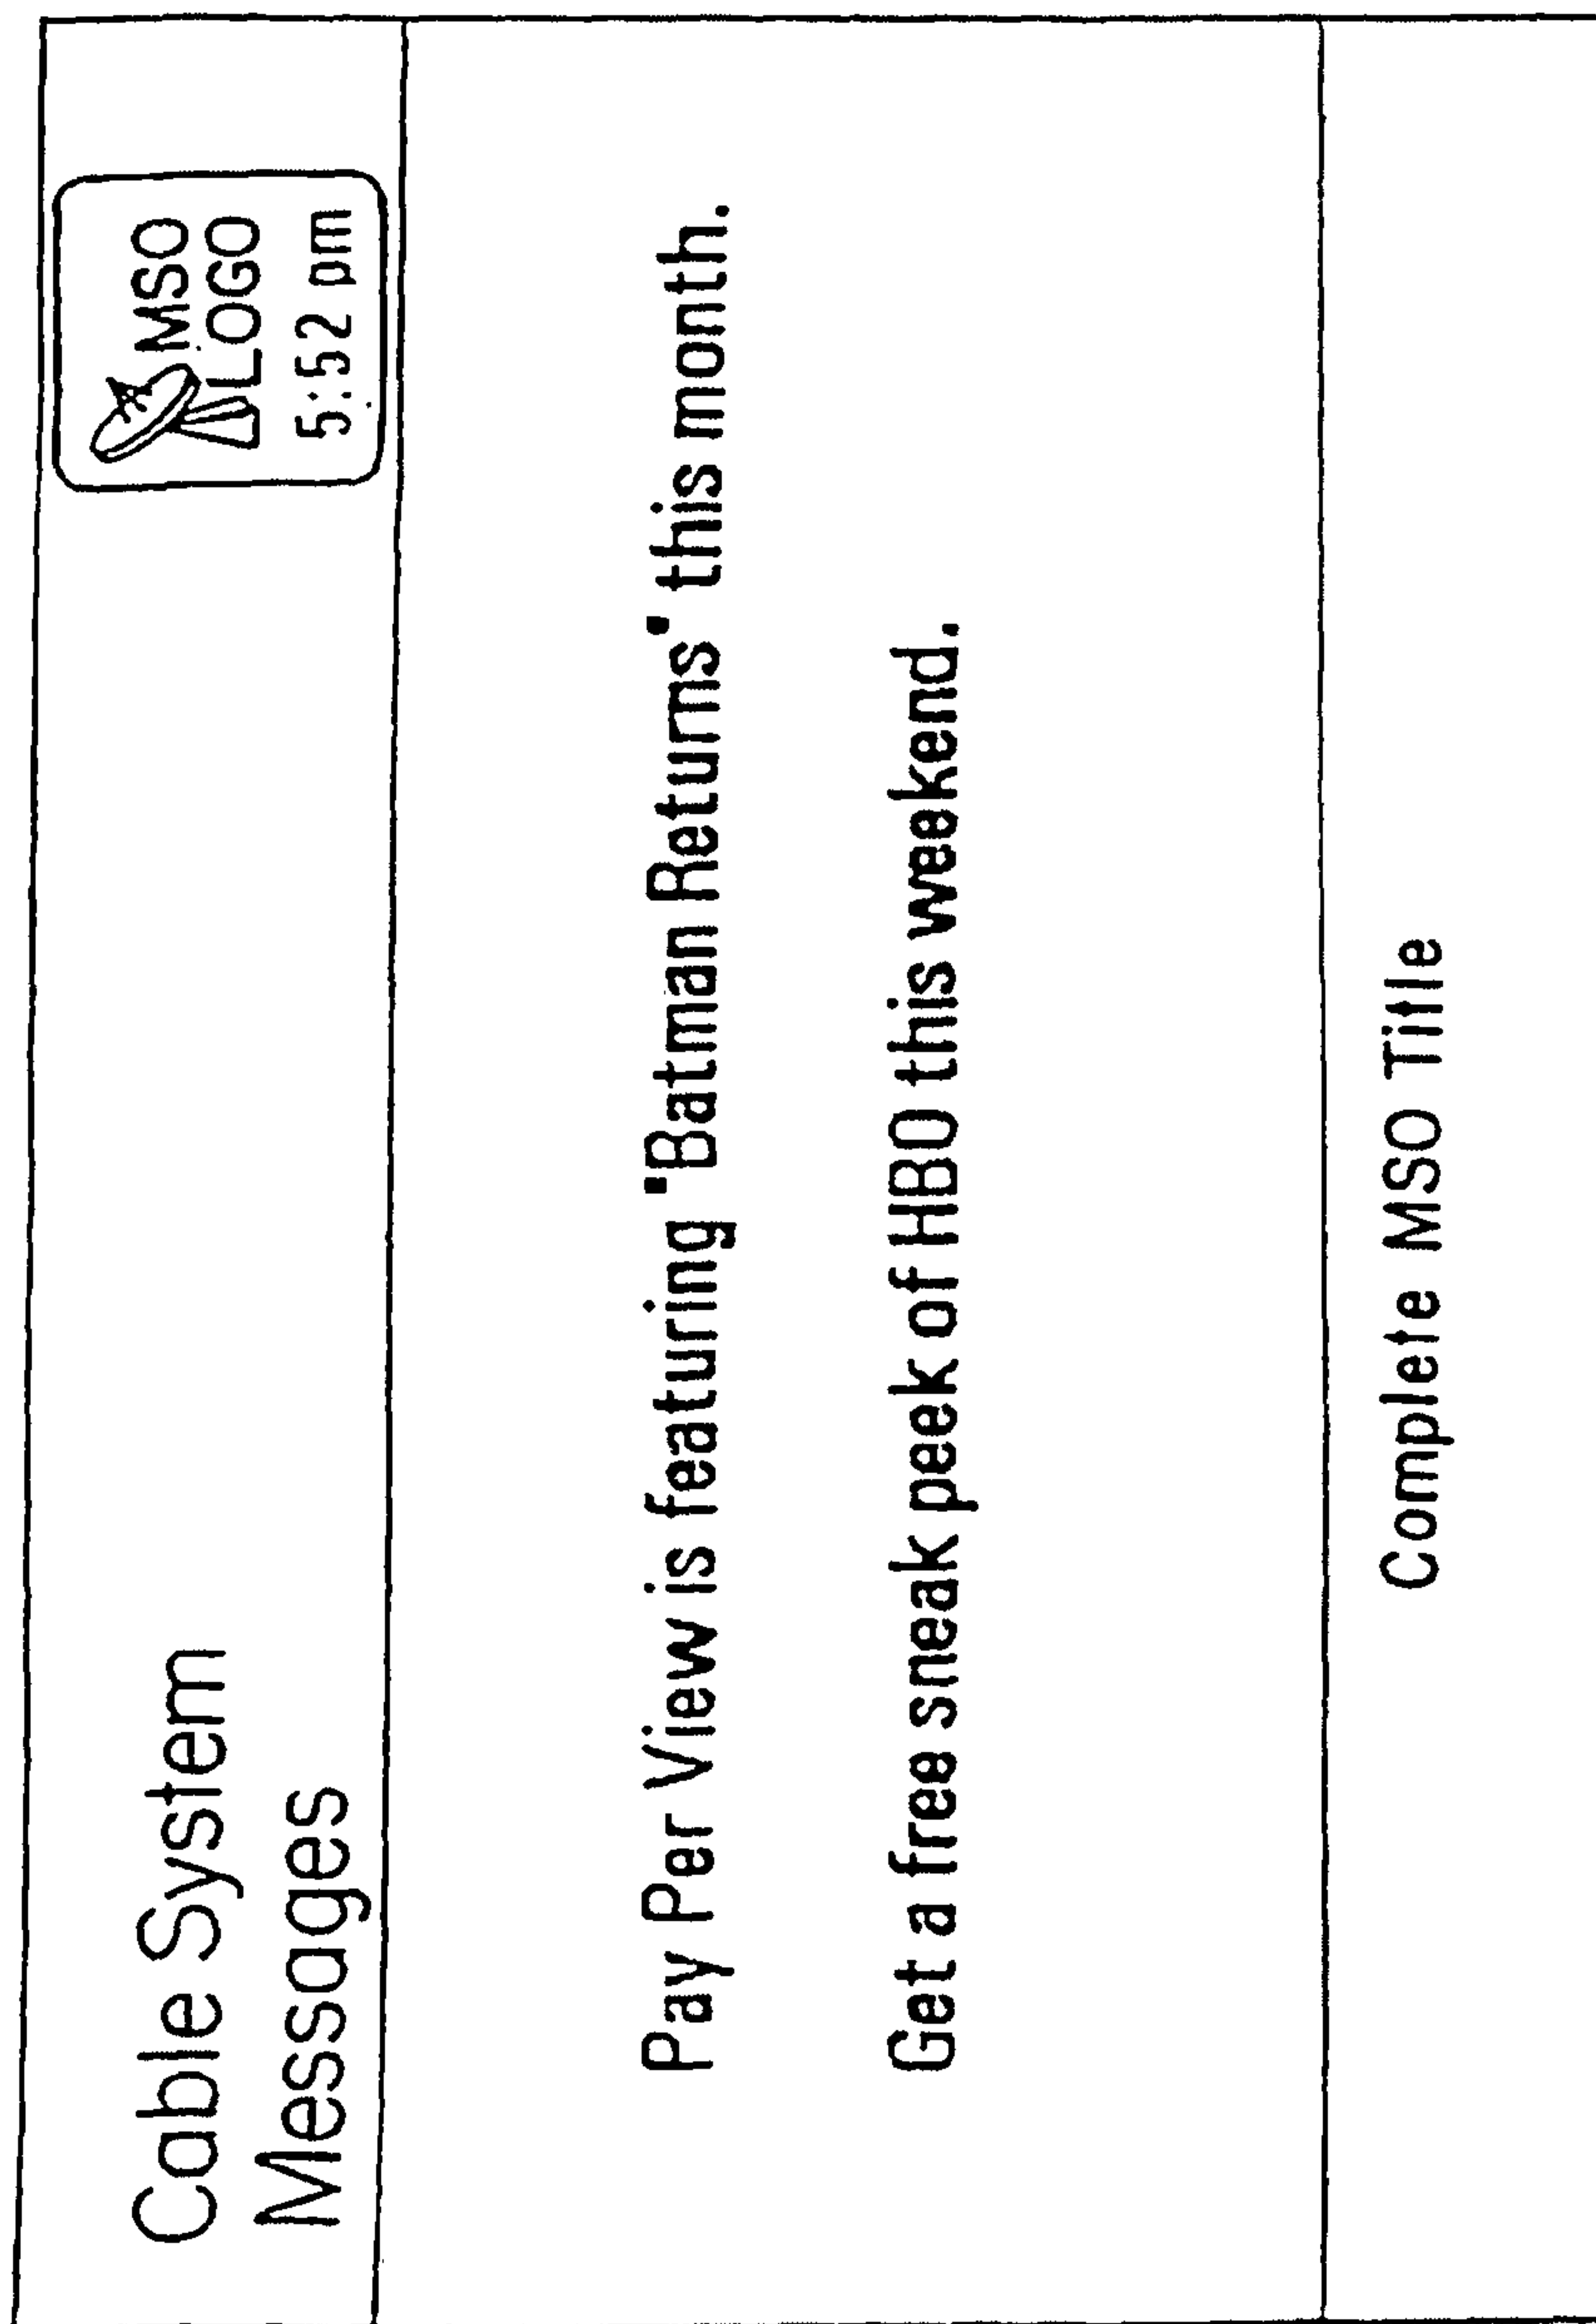 Cable System
Messages
MSO
LOGO
5:52 pm
Pay Per View is featuring "Batman Returns" this month.
Get a free sneak peek of HBO this weekend.
Complete MSO Title